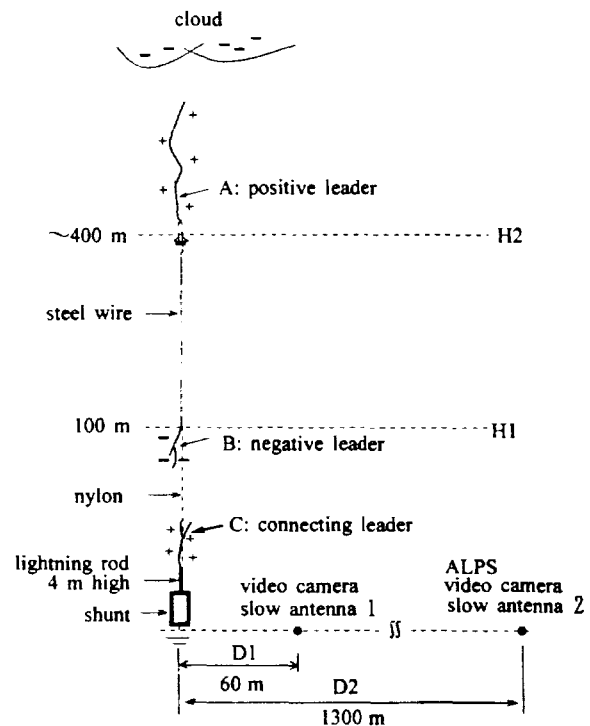 cloud
A: positive leader
~400 m
H2
steel wire
100 m
H1
B: negative leader
nylon
C: connecting leader
lightning rod
4 m high
shunt
video camera
slow antenna 1
ALPS
video camera
slow antenna 2
D1
60 m
D2
1300 m